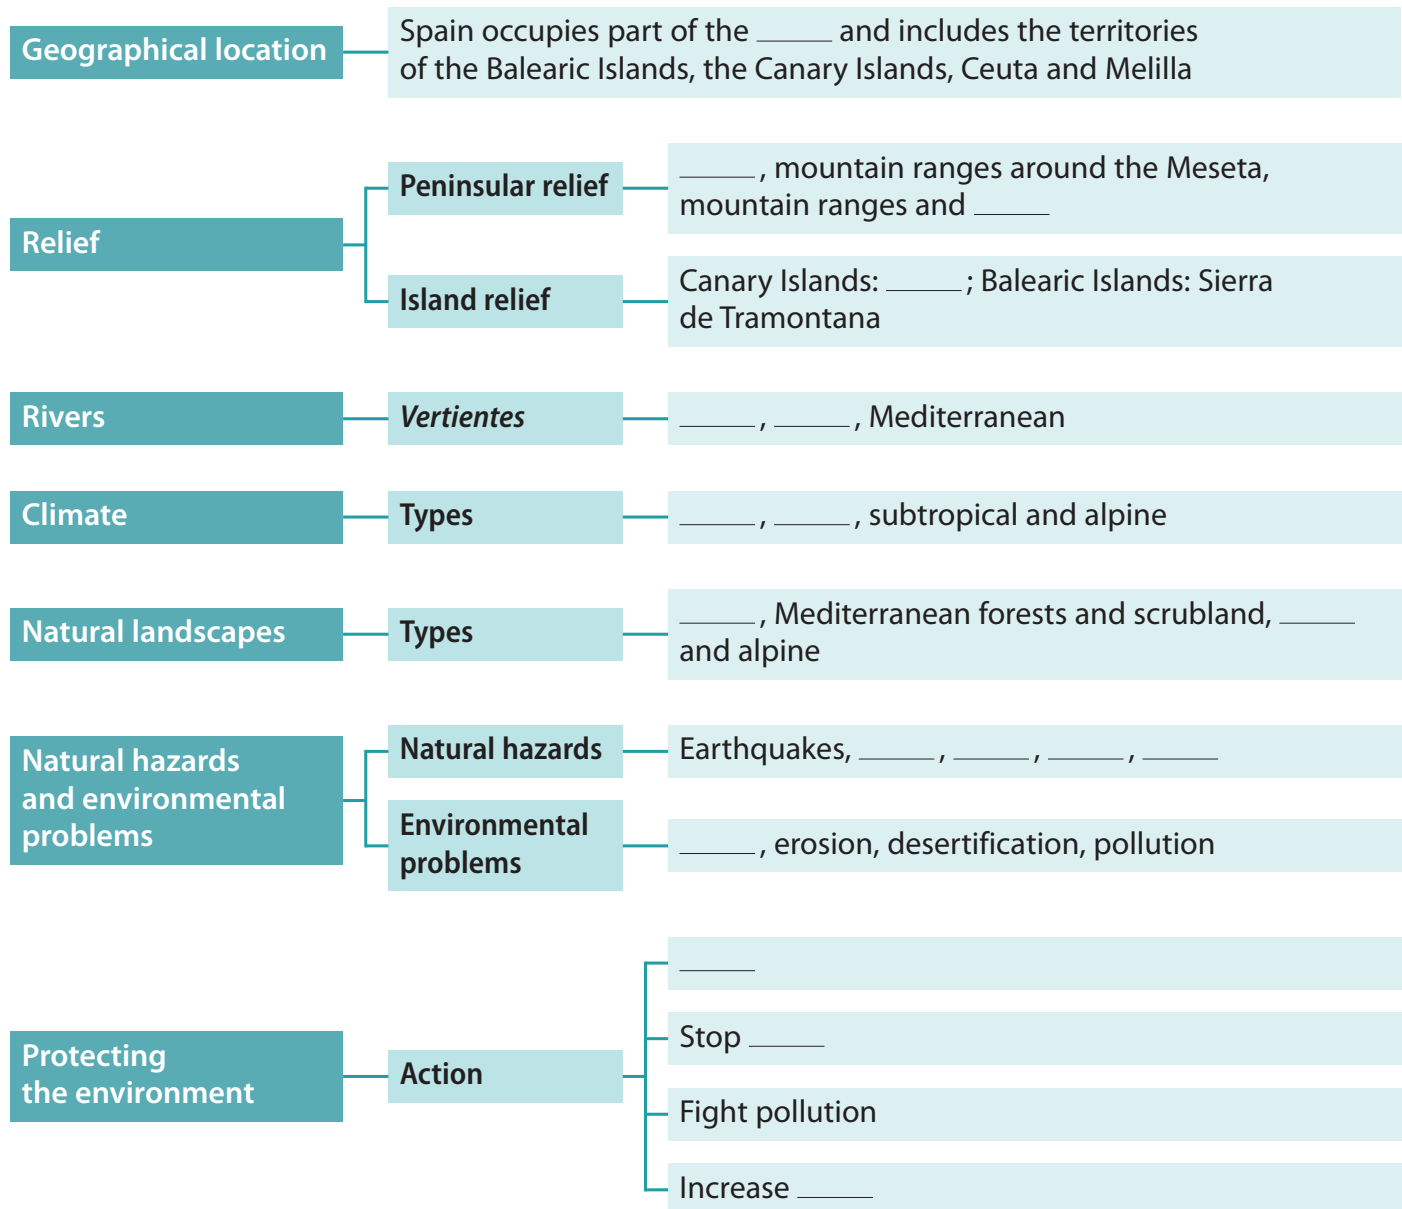 Geographical location
Spain occupies part of the _____ and includes the territories
of the Balearic Islands, the Canary Islands, Ceuta and Melilla
Relief
Peninsular relief
_____, mountain ranges around the Meseta,
mountain ranges and _____
Island relief
Canary Islands: _____; Balearic Islands: Sierra
de Tramontana
Rivers
Vertientes
_____, _____, Mediterranean
Climate
Types
_____, _____, subtropical and alpine
Natural landscapes
Types
_____, Mediterranean forests and scrubland, _____
and alpine
Natural hazards
and environmental
problems
Natural hazards
Earthquakes, _____, _____, _____, _____
Environmental
problems
_____, erosion, desertification, pollution
Protecting
the environment
Action
_____
Stop _____
Fight pollution
Increase _____